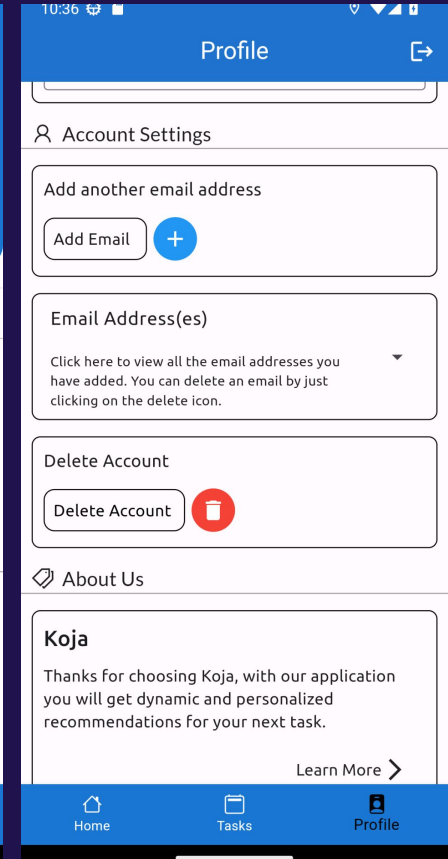 10:36
Profile
Account Settings
Add another email address
Add Email
Email Address(es)
Click here to view all the email addresses you
have added. You can delete an email by just
clicking on the delete icon.
Delete Account
Delete Account
About Us
Koja
Thanks for choosing Koja, with our application
you will get dynamic and personalized
recommendations for your next task.
Learn More
Home
Tasks
Profile